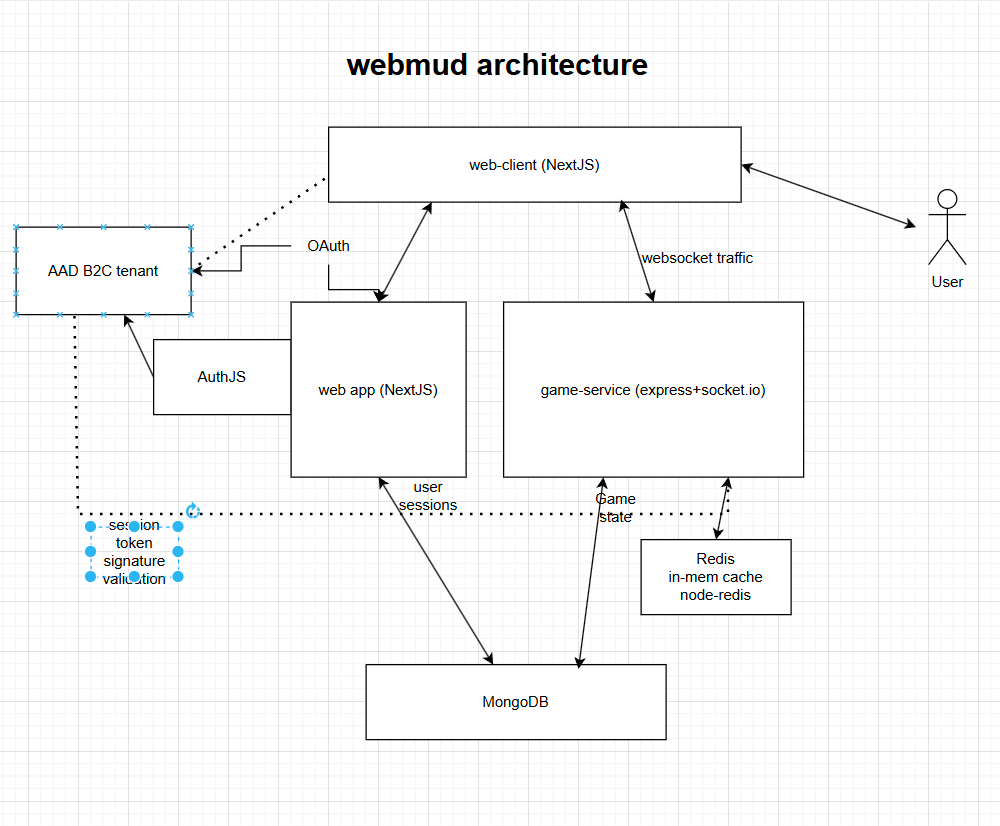 webmud architecture
web-client (NextJS)
OAuth
websocket traffic
AAD B2C tenant
User
AuthJS
web app (NextJS)
game-service (express+socket.io)
user
sessions
Game
state
session
token
signature
validation
Redis
in-mem cache
node-redis
MongoDB